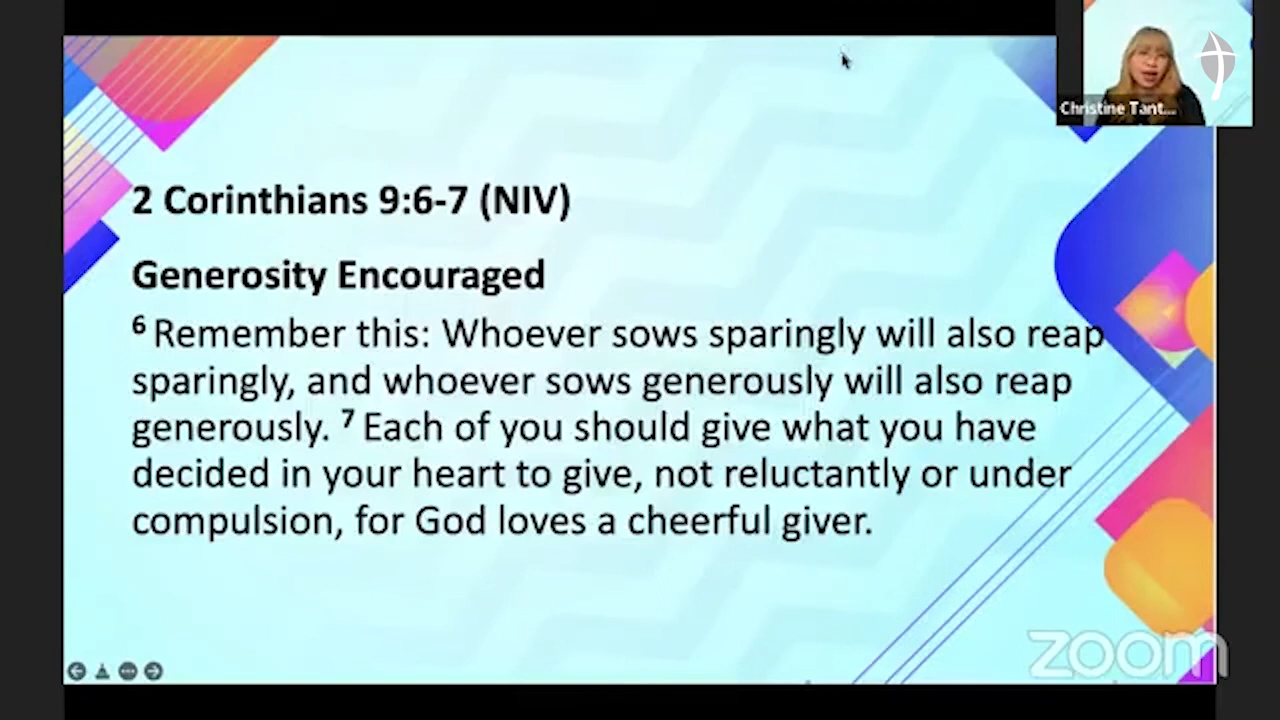 Christine Tant...
2 Corinthians 9:6-7 (NIV)
Generosity Encouraged
6 Remember this: Whoever sows sparingly will also reap
sparingly, and whoever sows generously will also reap
generously. 7 Each of you should give what you have
decided in your heart to give, not reluctantly or under
compulsion, for God loves a cheerful giver.
zoom